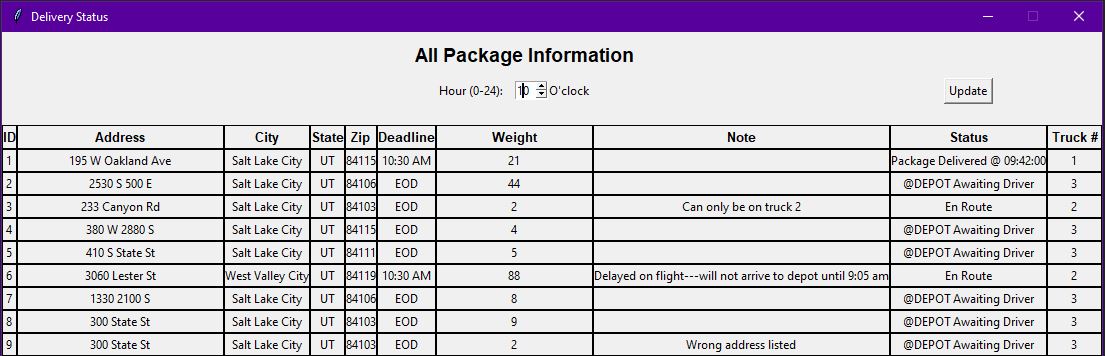 Delivery Status
All Package Information
Hour (0-24): 10 O'clock Update
ID Address City State Zip Deadline Weight Note Status Truck #
1 195 W Oakland Ave Salt Lake City UT 84115 10:30 AM 21 Package Delivered @ 09:42:00 1
2 2530 S 500 E Salt Lake City UT 84106 EOD 44 @DEPOT Awaiting Driver 3
3 233 Canyon Rd Salt Lake City UT 84103 EOD 2 Can only be on truck 2 En Route 2
4 380 W 2880 S Salt Lake City UT 84115 EOD 4 @DEPOT Awaiting Driver 3
5 410 S State St Salt Lake City UT 84111 EOD 5 @DEPOT Awaiting Driver 3
6 3060 Lester St West Valley City UT 84119 10:30 AM 88 Delayed on flight---will not arrive to depot until 9:05 am En Route 2
7 1330 2100 S Salt Lake City UT 84106 EOD 8 @DEPOT Awaiting Driver 3
8 300 State St Salt Lake City UT 84103 EOD 9 @DEPOT Awaiting Driver 3
9 300 State St Salt Lake City UT 84103 EOD 2 Wrong address listed @DEPOT Awaiting Driver 3